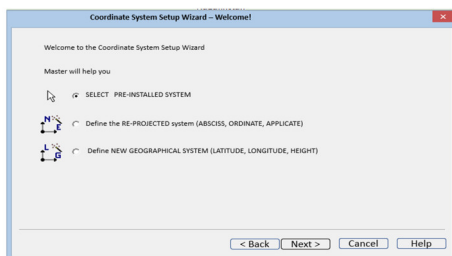 Coordinate System Setup Wizard – Welcome!
Welcome to the Coordinate System Setup Wizard
Master will help you
SELECT PRE-INSTALLED SYSTEM
N E
Define the RE-PROJECTED system (ABSCISS, ORDINATE, APPLICATE)
L G
Define NEW GEOGRAPHICAL SYSTEM (LATITUDE, LONGITUDE, HEIGHT)
< Back Next > Cancel Help